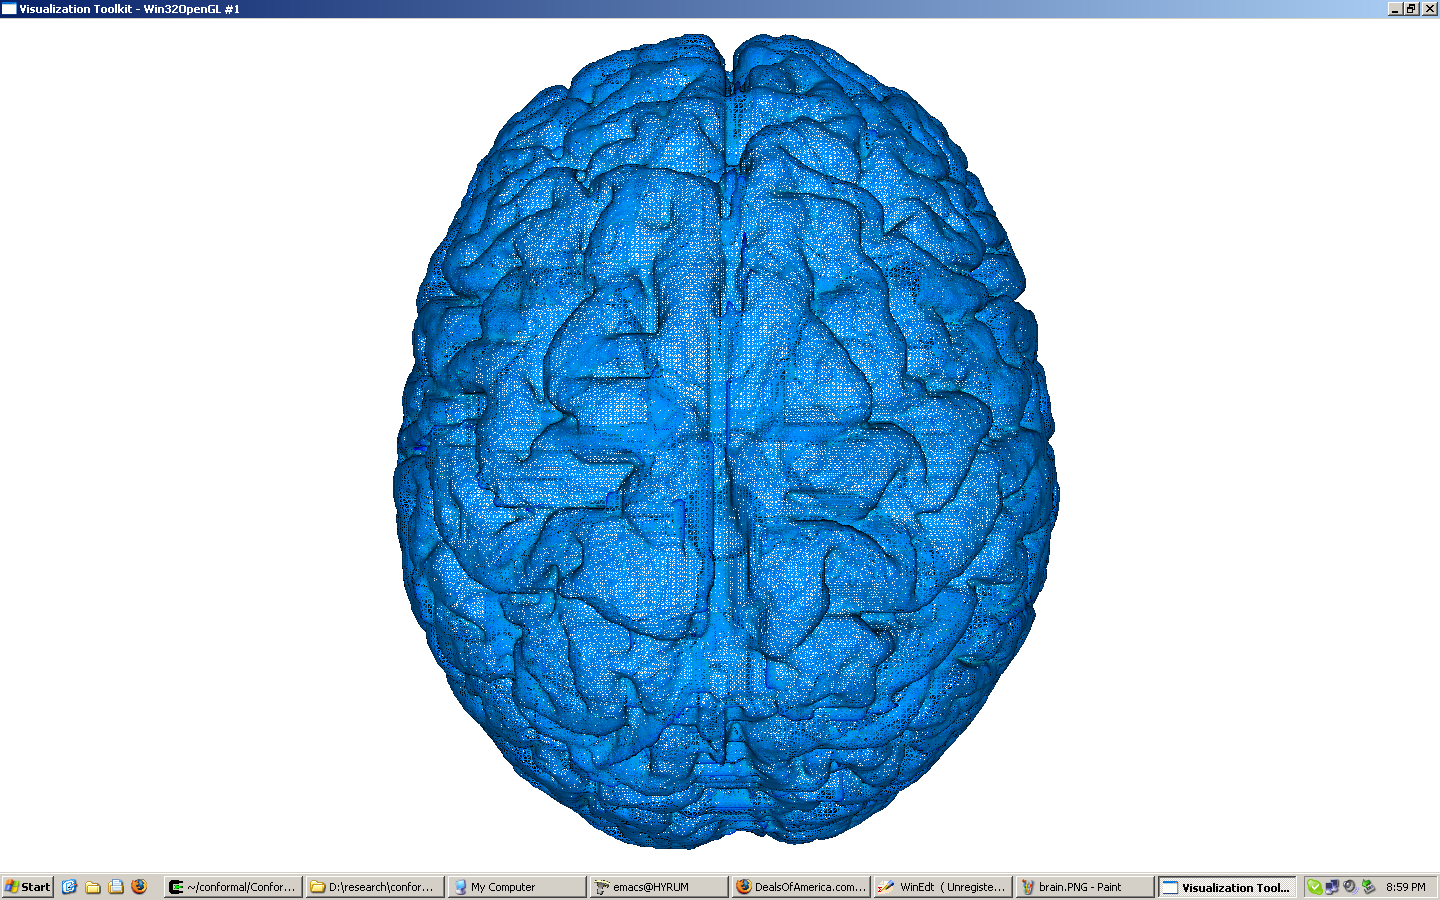 Visualization Toolkit - Win32OpenGL #1
Start
~/conformal/Confor...
D:\research\confor...
My Computer
emacs@HYRUM
DealsOfAmerica.com...
WinEdt ( Unregiste...
brain.PNG - Paint
Visualization Tool...
8:59 PM